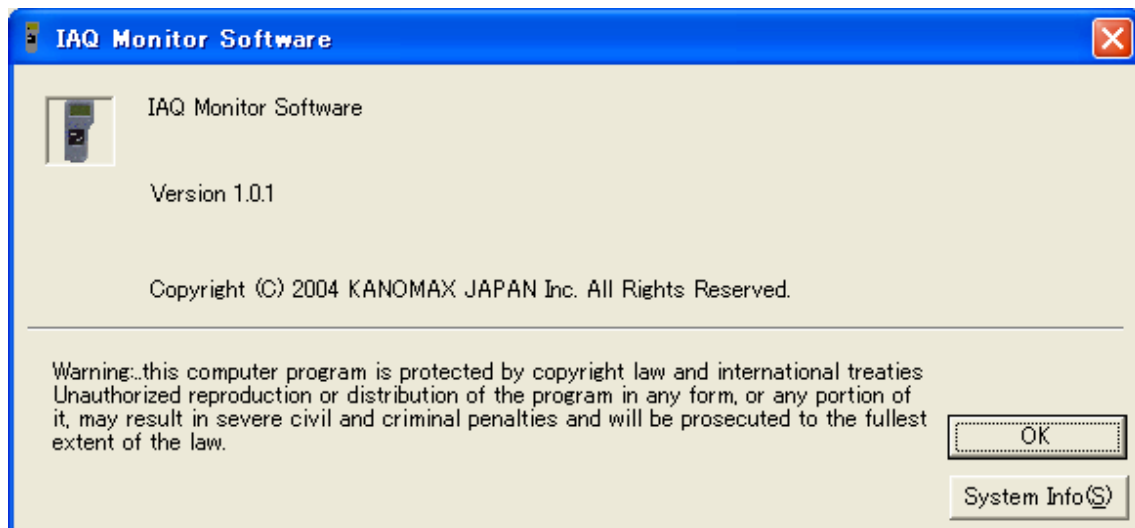 IAQ Monitor Software
IAQ Monitor Software
Version 1.0.1
Copyright (C) 2004 KANOMAX JAPAN Inc. All Rights Reserved.
Warning:..this computer program is protected by copyright law and international treaties
Unauthorized reproduction or distribution of the program in any form, or any portion of
it, may result in severe civil and criminal penalties and will be prosecuted to the fullest
extent of the law.
OK
System Info(S)